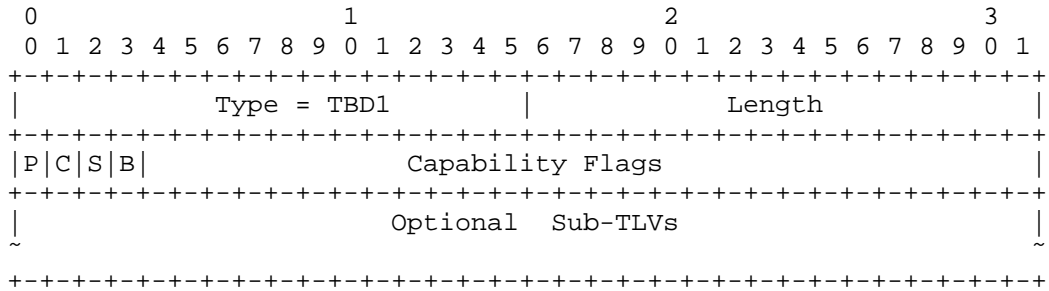 0                   1                   2                   3
 0 1 2 3 4 5 6 7 8 9 0 1 2 3 4 5 6 7 8 9 0 1 2 3 4 5 6 7 8 9 0 1
+-+-+-+-+-+-+-+-+-+-+-+-+-+-+-+-+-+-+-+-+-+-+-+-+-+-+-+-+-+-+-+-+
|            Type = TBD1        |            Length             |
+-+-+-+-+-+-+-+-+-+-+-+-+-+-+-+-+-+-+-+-+-+-+-+-+-+-+-+-+-+-+-+-+
|P|C|S|B|                Capability Flags                       |
+-+-+-+-+-+-+-+-+-+-+-+-+-+-+-+-+-+-+-+-+-+-+-+-+-+-+-+-+-+-+-+-+
|                       Optional  Sub-TLVs                      |
~                                                               ~
+-+-+-+-+-+-+-+-+-+-+-+-+-+-+-+-+-+-+-+-+-+-+-+-+-+-+-+-+-+-+-+-+